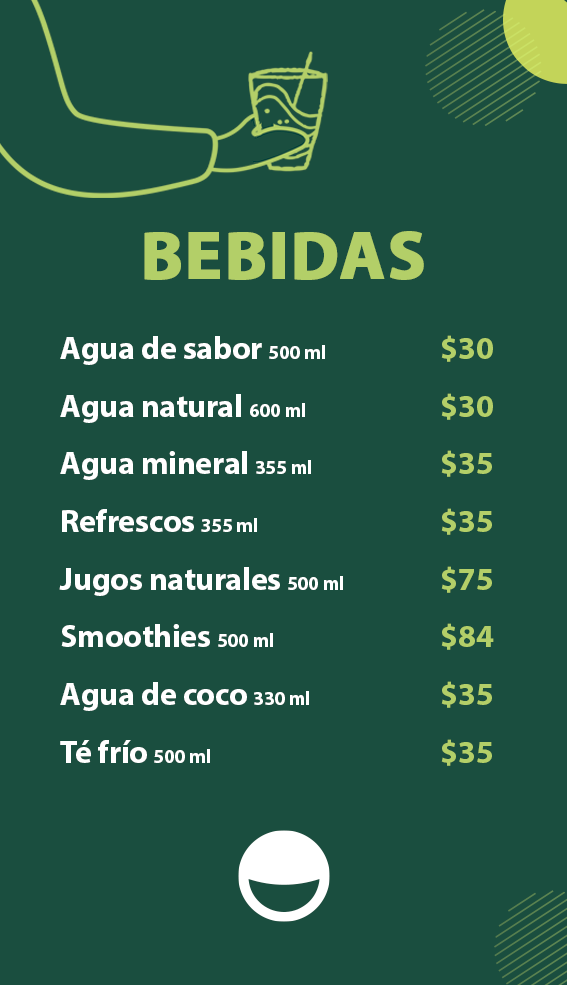 BEBIDAS
Agua de sabor 500 ml $30
Agua natural 600 ml $30
Agua mineral 355 ml $35
Refrescos 355 ml $35
Jugos naturales 500 ml $75
Smoothies 500 ml $84
Agua de coco 330 ml $35
Té frío 500 ml $35